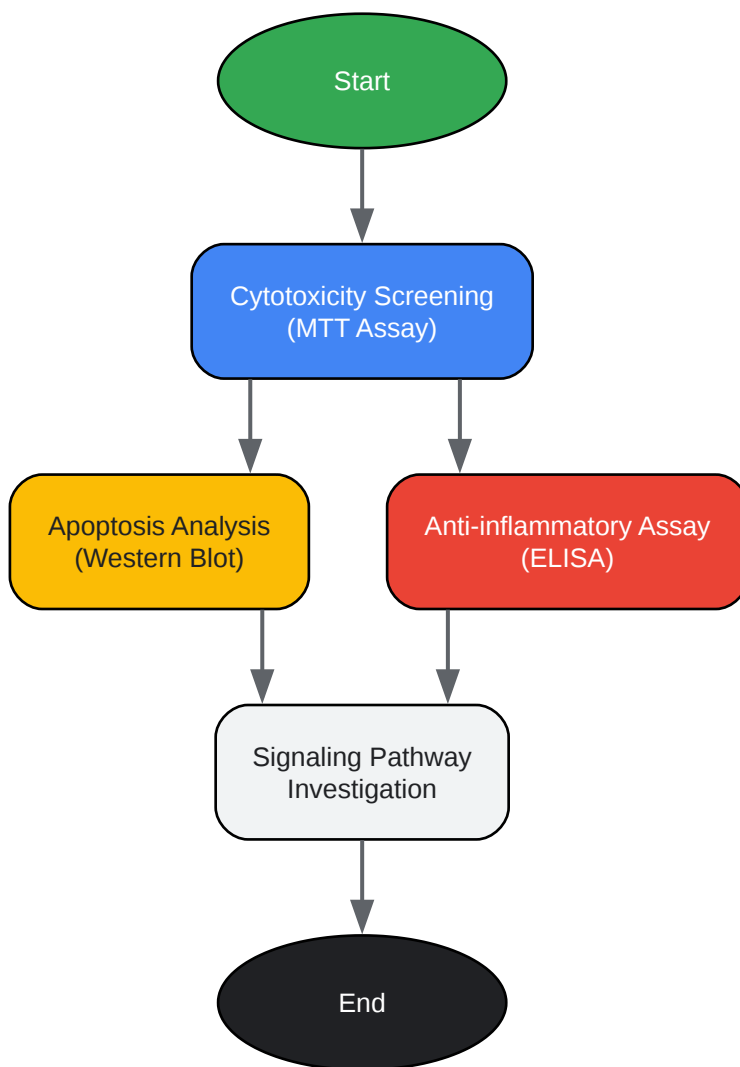 Start
Cytotoxicity Screening
(MTT Assay)
Apoptosis Analysis
(Western Blot)
Anti-inflammatory Assay
(ELISA)
Signaling Pathway
Investigation
End